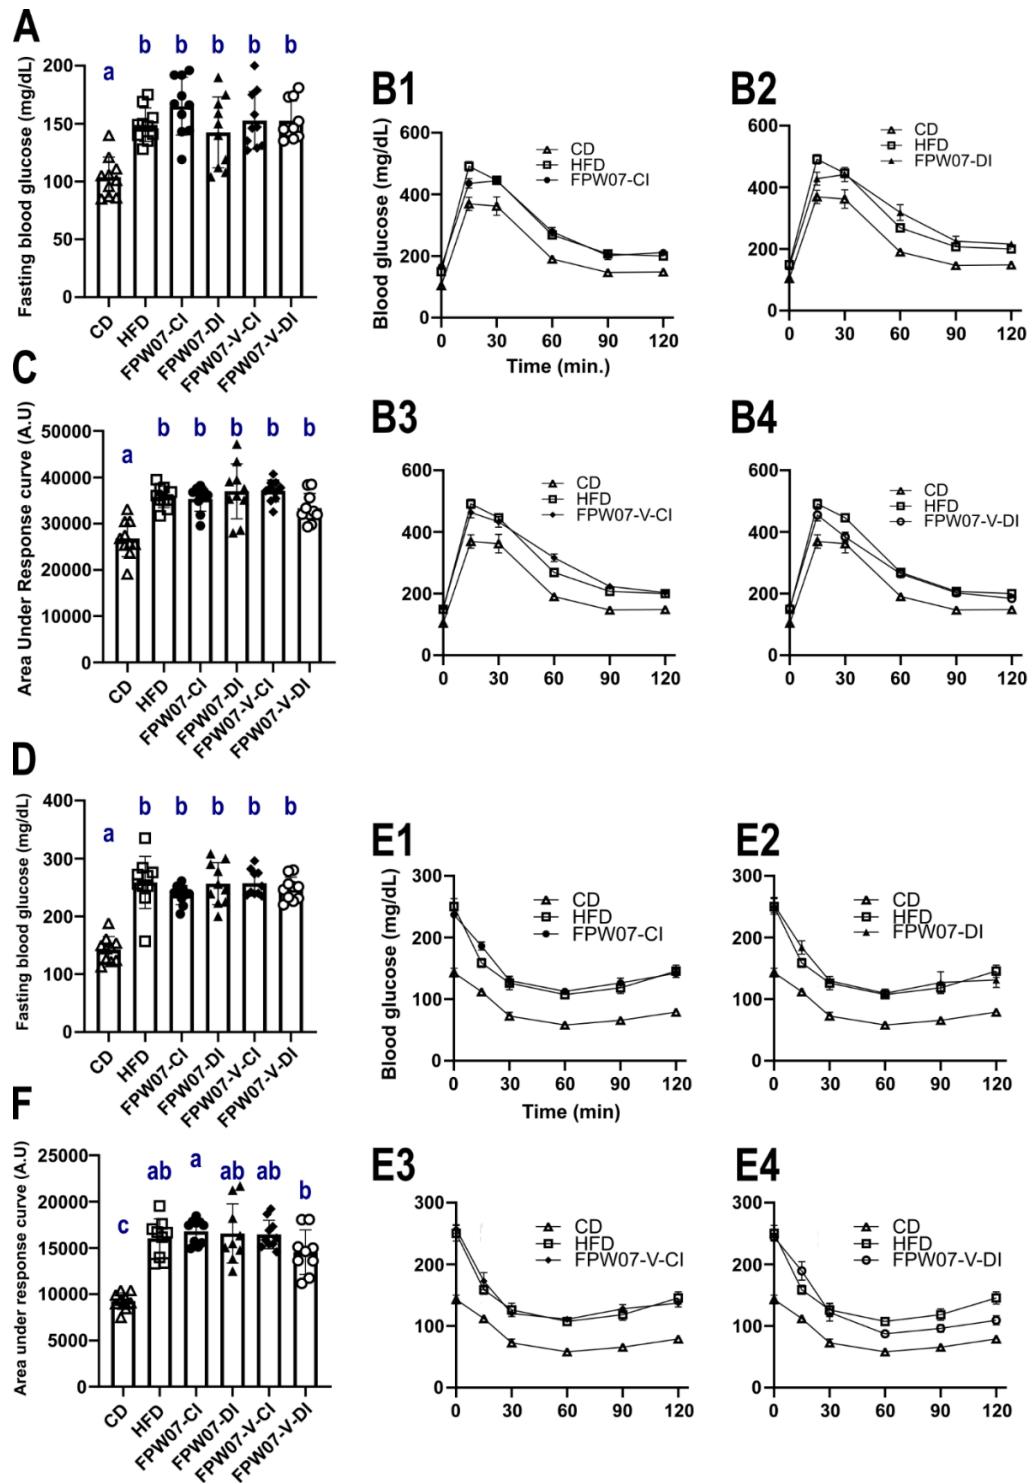 A
a b b b b b
Fasting blood glucose (mg/dL)
200
150
100
50
0
CD HFD FPW07-CI FPW07-DI FPW07-V-CI FPW07-V-DI
B1
Blood glucose (mg/dL)
600
400
200
0
CD
HFD
FPW07-CI
0 30 60 90 120
Time (min.)
B2
600
400
200
0
CD
HFD
FPW07-DI
0 30 60 90 120
C
a b b b b b
Area Under Response curve (A.U)
50000
40000
30000
20000
10000
0
CD HFD FPW07-CI FPW07-DI FPW07-V-CI FPW07-V-DI
B3
600
400
200
0
CD
HFD
FPW07-V-CI
0 30 60 90 120
B4
600
400
200
0
CD
HFD
FPW07-V-DI
0 30 60 90 120
D
a b b b b b
Fasting blood glucose (mg/dL)
400
300
200
100
0
CD HFD FPW07-CI FPW07-DI FPW07-V-CI FPW07-V-DI
E1
Blood glucose (mg/dL)
300
200
100
0
CD
HFD
FPW07-CI
0 30 60 90 120
Time (min)
E2
300
200
100
0
CD
HFD
FPW07-DI
0 30 60 90 120
F
c ab a ab ab b
Area under response curve (A.U)
25000
20000
15000
10000
5000
0
CD HFD FPW07-CI FPW07-DI FPW07-V-CI FPW07-V-DI
E3
300
200
100
0
CD
HFD
FPW07-V-CI
0 30 60 90 120
E4
300
200
100
0
CD
HFD
FPW07-V-DI
0 30 60 90 120